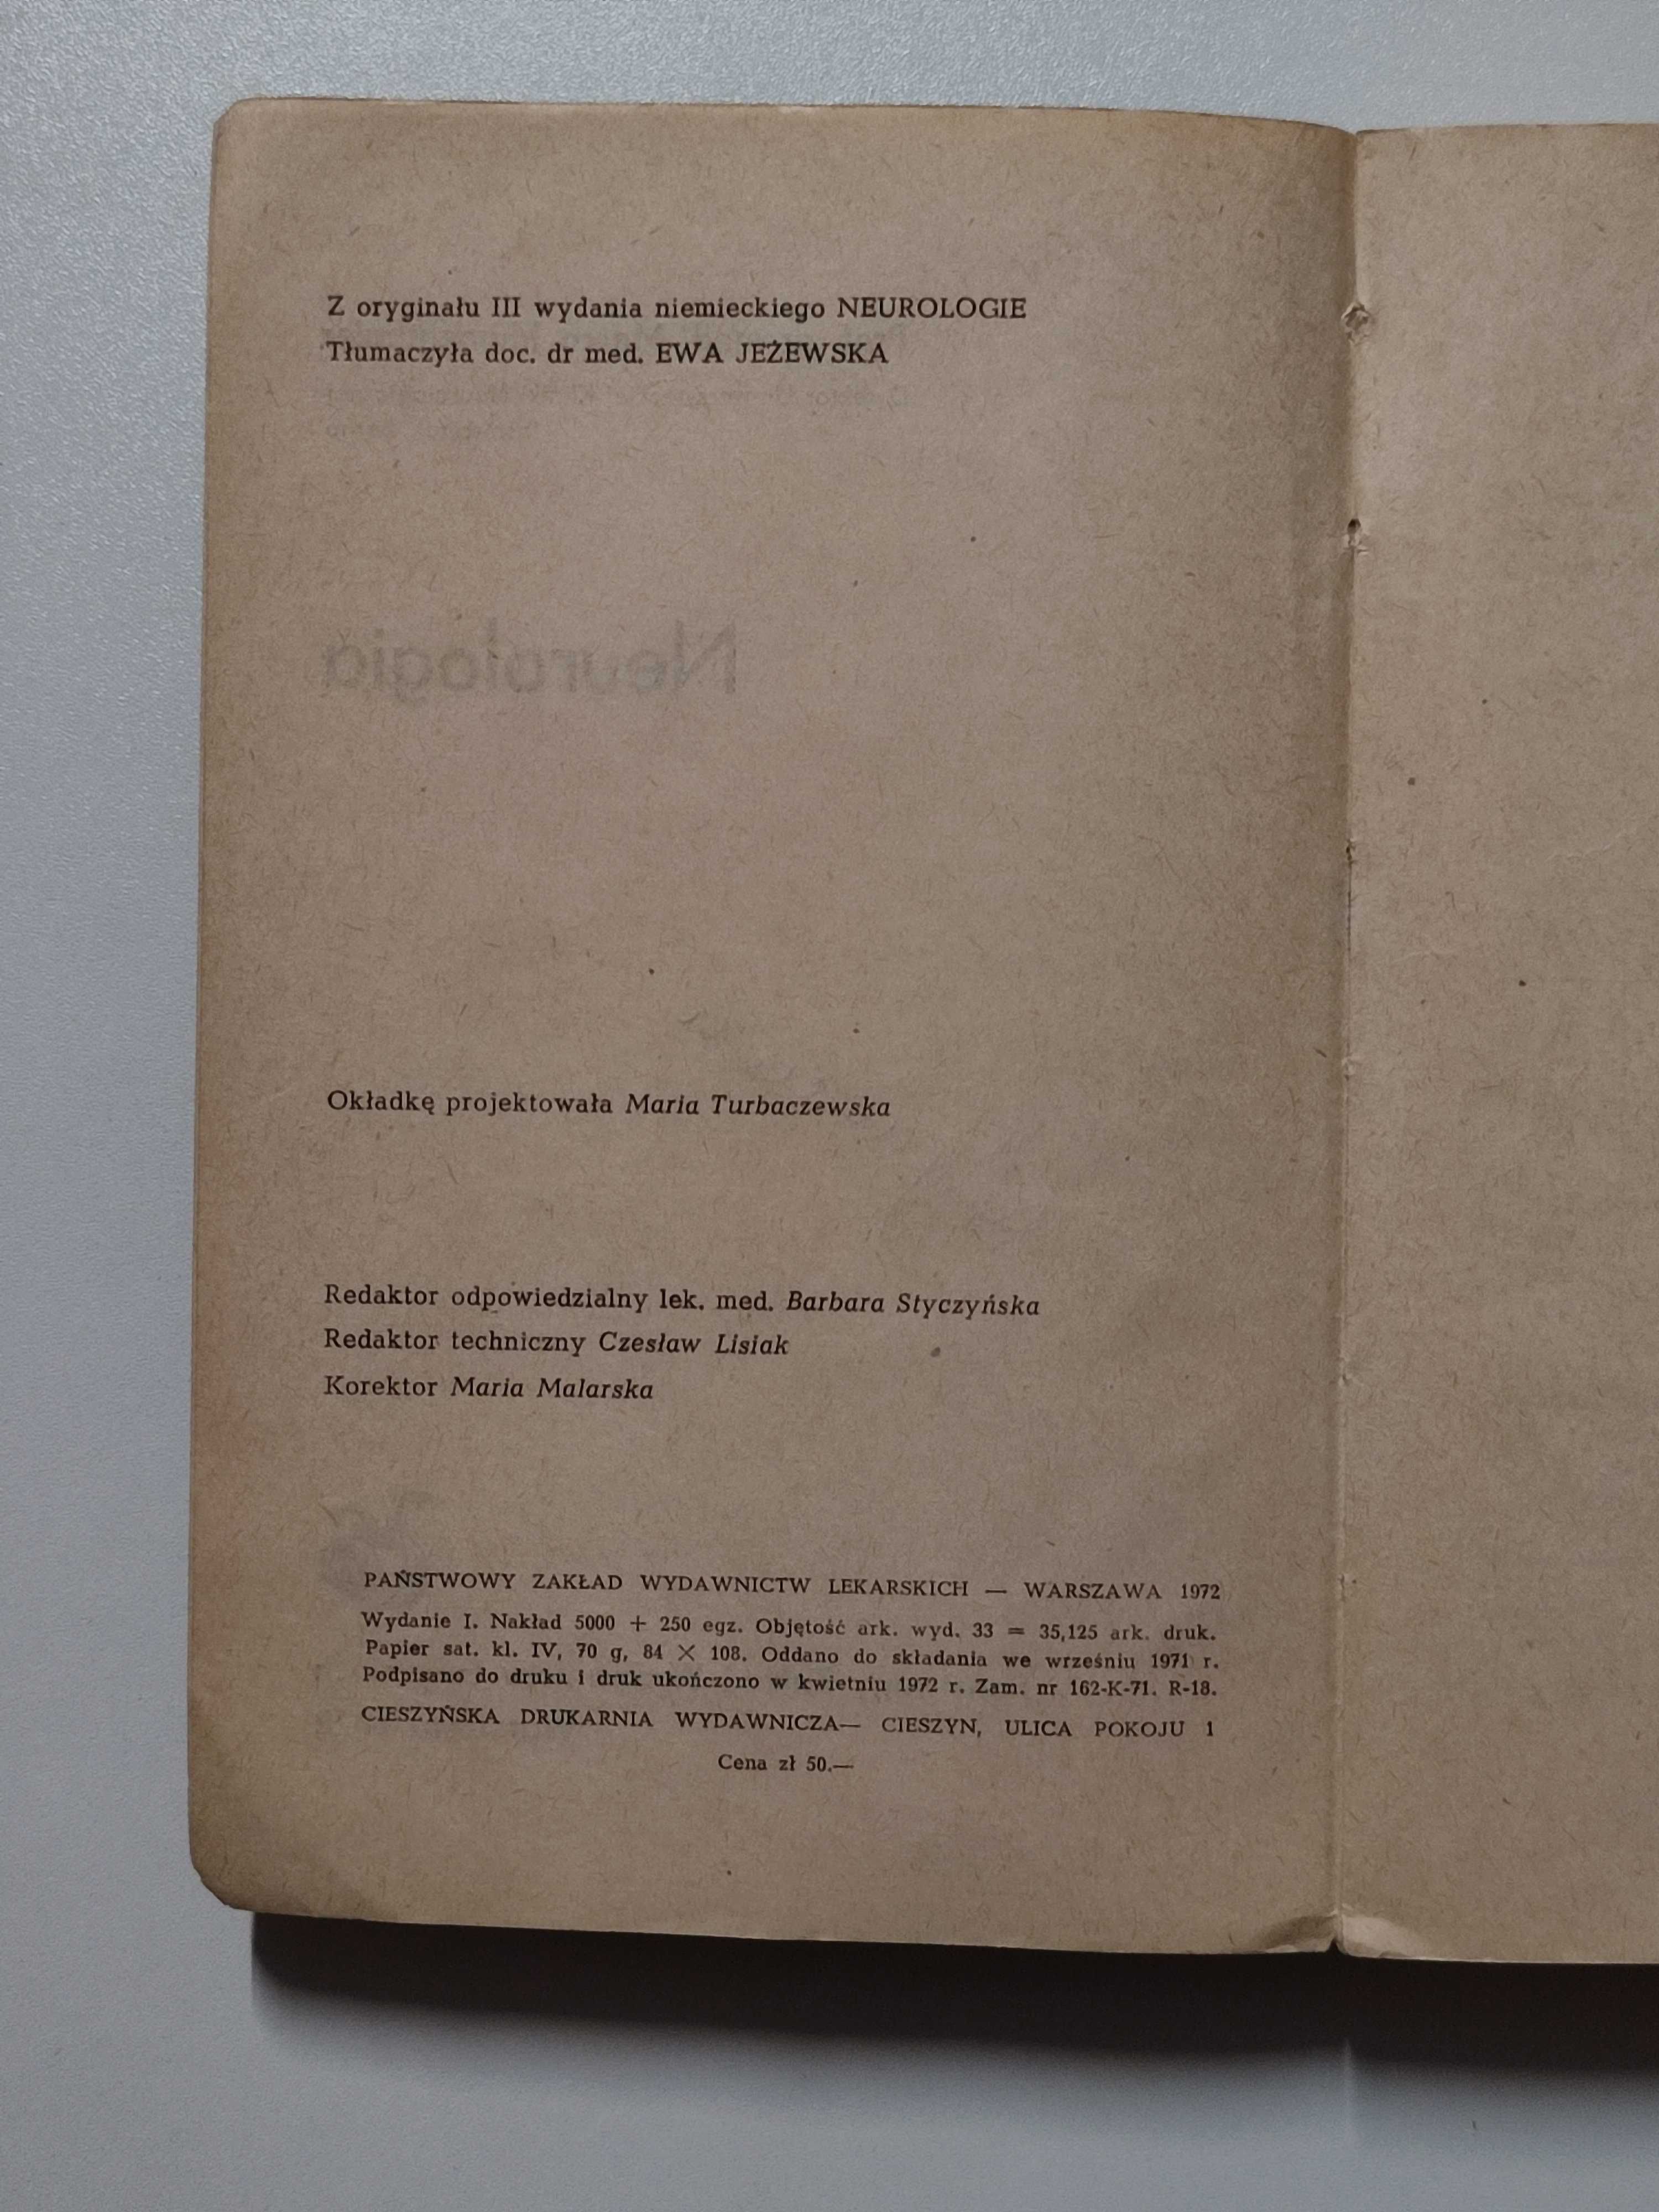 Z oryginału III wydania niemieckiego NEUROLOGIE
Tłumaczyła doc. dr med. EWA JEŻEWSKA
Neurologia
Okładkę projektowała Maria Turbaczewska
Redaktor odpowiedzialny lek. med. Barbara Styczyńska
Redaktor techniczny Czesław Lisiak
Korektor Maria Malarska
PAŃSTWOWY ZAKŁAD WYDAWNICTW LEKARSKICH — WARSZAWA 1972
Wydanie I. Nakład 5000 + 250 egz. Objętość ark. wyd. 33 = 35,125 ark. druk.
Papier sat. kl. IV, 70 g, 84 × 108. Oddano do składania we wrześniu 1971 r.
Podpisano do druku i druk ukończono w kwietniu 1972 r. Zam. nr 162-K-71. R-18.
CIESZYŃSKA DRUKARNIA WYDAWNICZA— CIESZYN, ULICA POKOJU 1
Cena zł 50.—